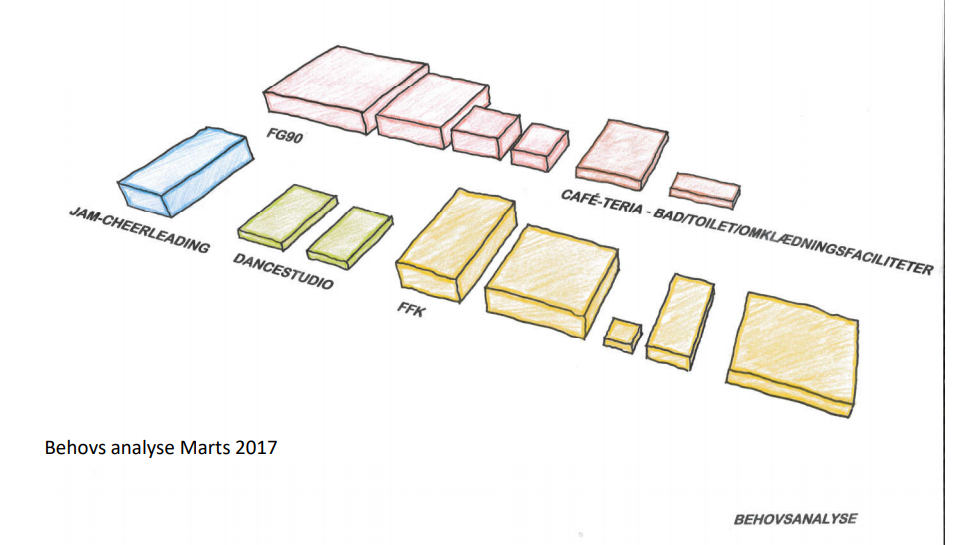 FG90
CAFÉ-TERIA - BAD/TOILET/OMKLÆDNINGSFACILITETER
JAM-CHEERLEADING
DANCESTUDIO
FFK
Behovs analyse Marts 2017
BEHOVSANALYSE